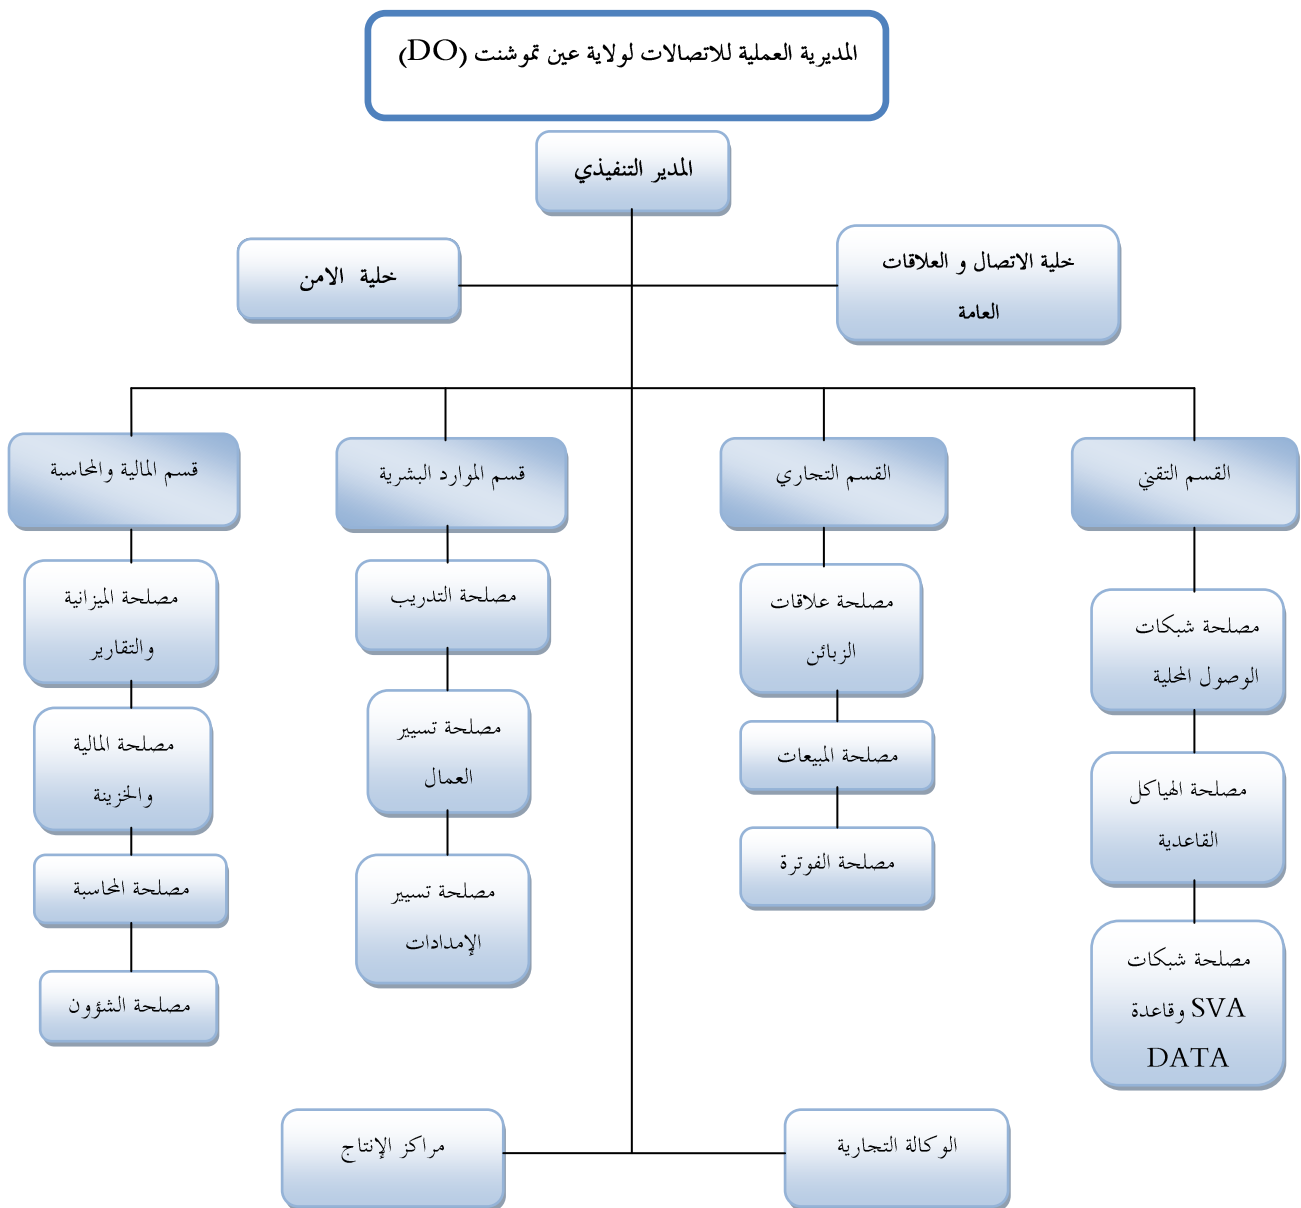 المديرية العملية للاتصالات لولاية عين تموشنت (DO)
المدير التنفيذي
خلية الاتصال و العلاقات
العامة
خلية الامن
القسم التقني
القسم التجاري
قسم الموارد البشرية
قسم المالية والمحاسبة
مصلحة شبكات
الوصول المحلية
مصلحة الهياكل
القاعدية
مصلحة شبكات
SVA وقاعدة
DATA
مصلحة علاقات
الزبائن
مصلحة المبيعات
مصلحة الفوترة
مصلحة التدريب
مصلحة تسيير
العمال
مصلحة تسيير
الإمدادات
مصلحة الميزانية
والتقارير
مصلحة المالية
والخزينة
مصلحة المحاسبة
مصلحة الشؤون
الوكالة التجارية
مراكز الإنتاج